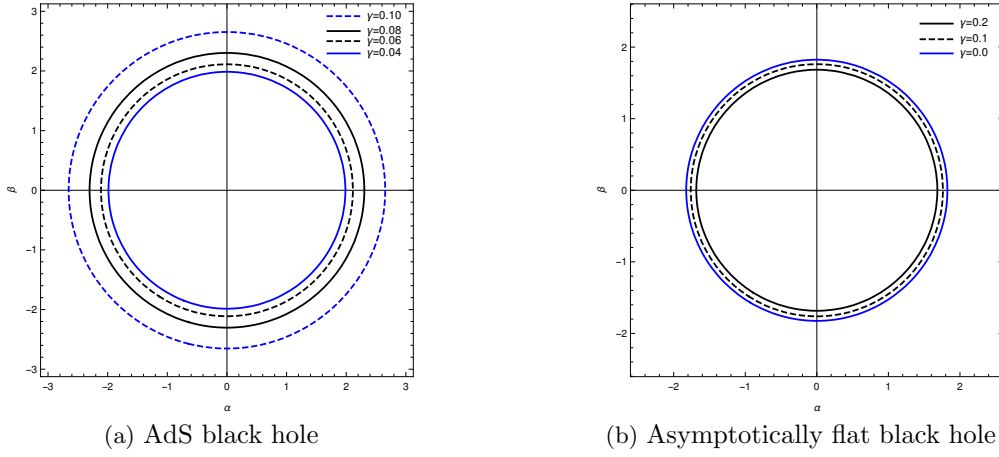 γ=0.10
γ=0.08
γ=0.06
γ=0.04
3
2
1
0
-1
-2
-3
β
-3 -2 -1 0 1 2 3
α
(a) AdS black hole
γ=0.2
γ=0.1
γ=0.0
2
1
0
-1
-2
β
-2 -1 0 1 2
α
(b) Asymptotically flat black hole